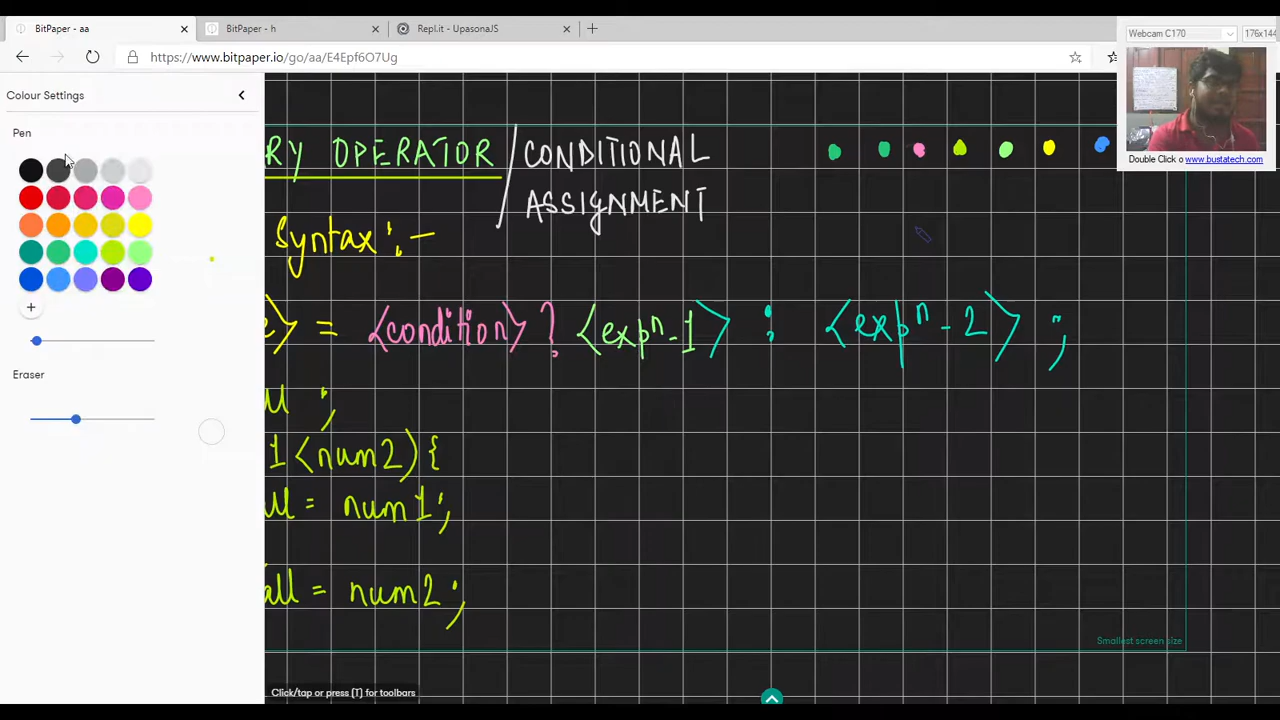 BitPaper - aa
BitPaper - h
Repl.it - UpasonaJS
https://www.bitpaper.io/go/aa/E4Epf6O7Ug
Webcam C170
176x144
Double Click o www.bustatech.com
Colour Settings
Pen
Eraser
RY OPERATOR / CONDITIONAL
ASSIGNMENT
Syntax :-
> = <condition> ? <expⁿ-1> : <expⁿ-2> ;
ll ;
1 <num2) {
ll = num1;
all = num2;
Smallest screen size
Click/tap or press (T) for toolbars